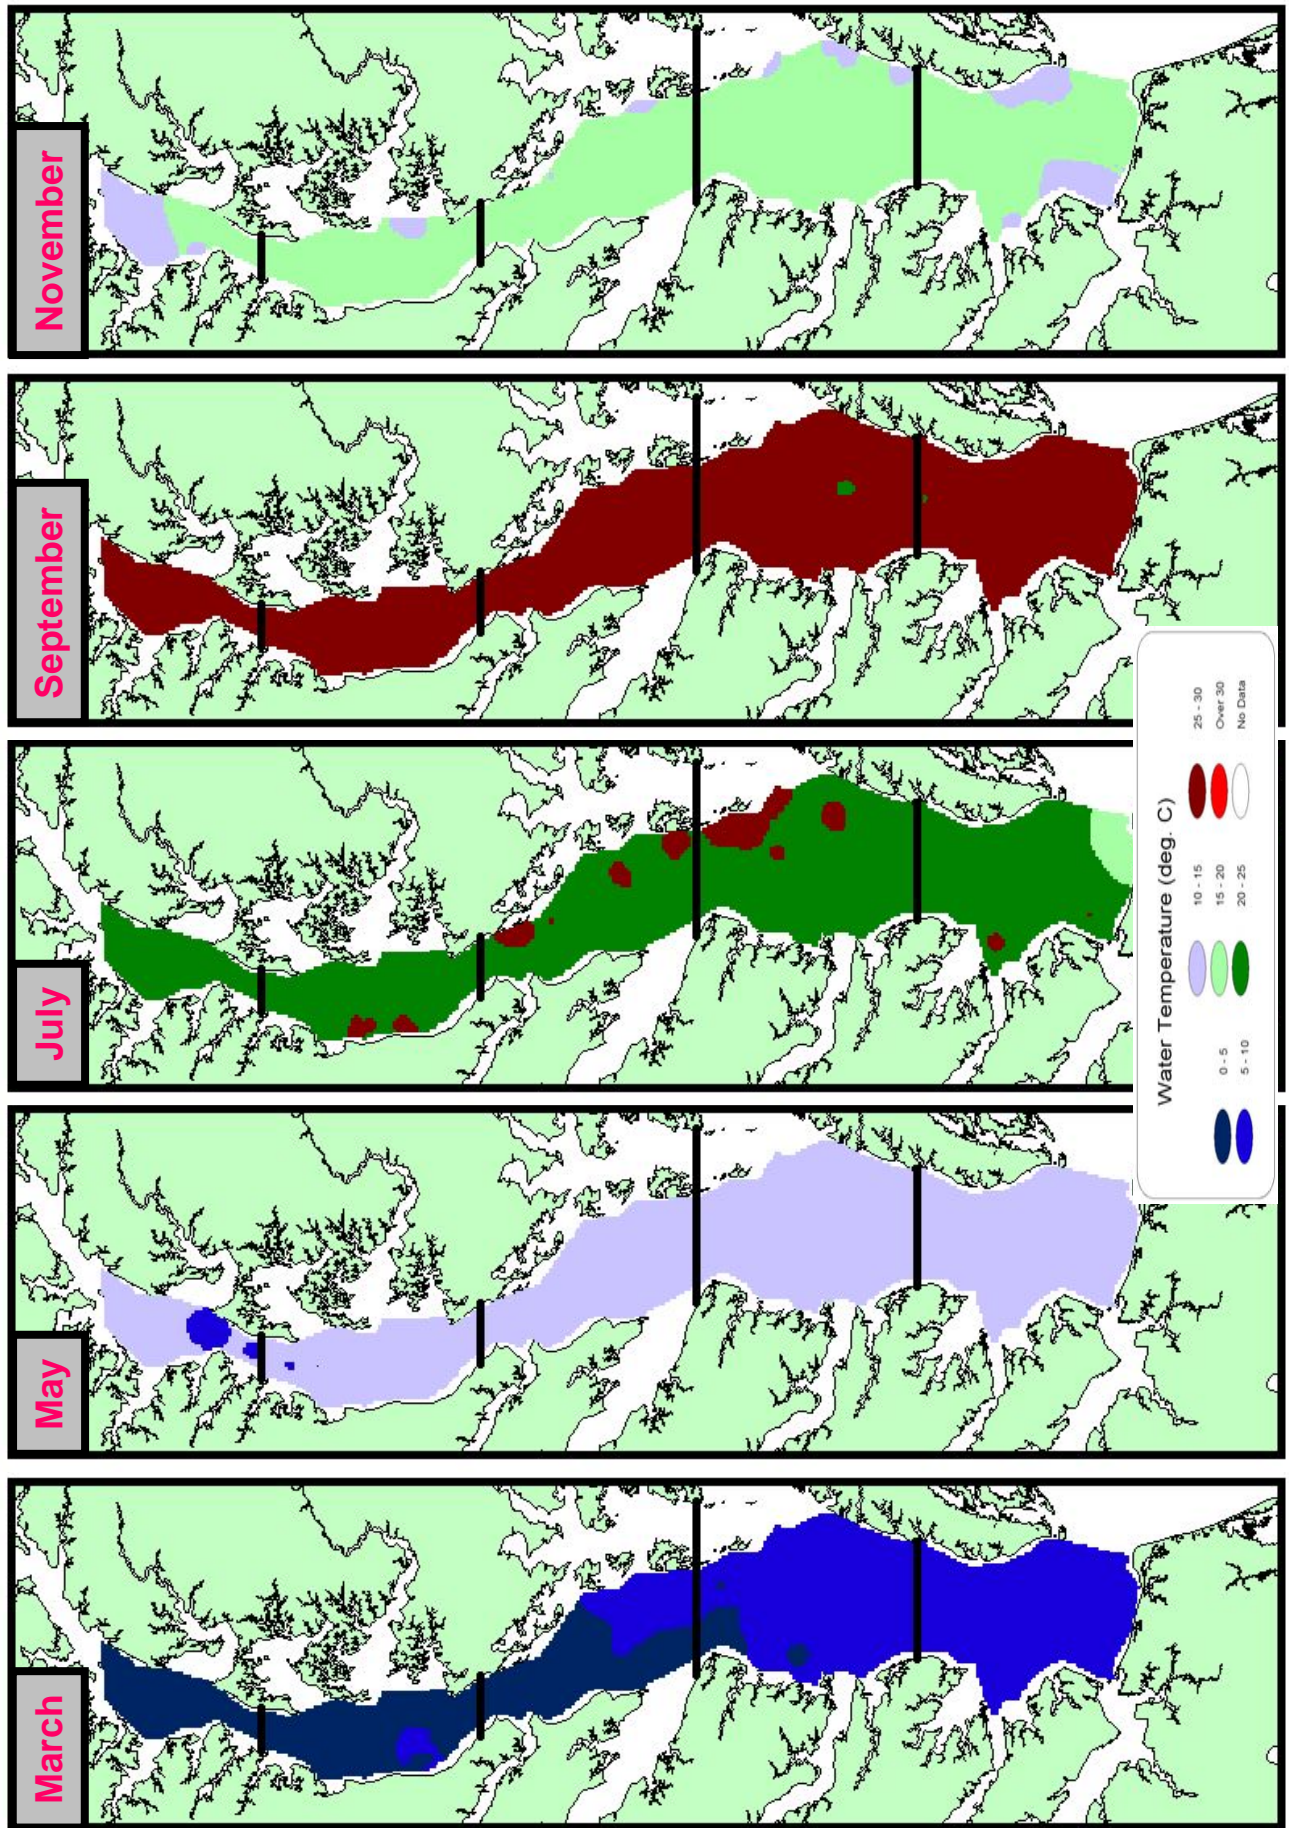 March
May
July
September
November
Water Temperature (deg. C)
0 - 5
5 - 10
10 - 15
15 - 20
20 - 25
25 - 30
Over 30
No Data